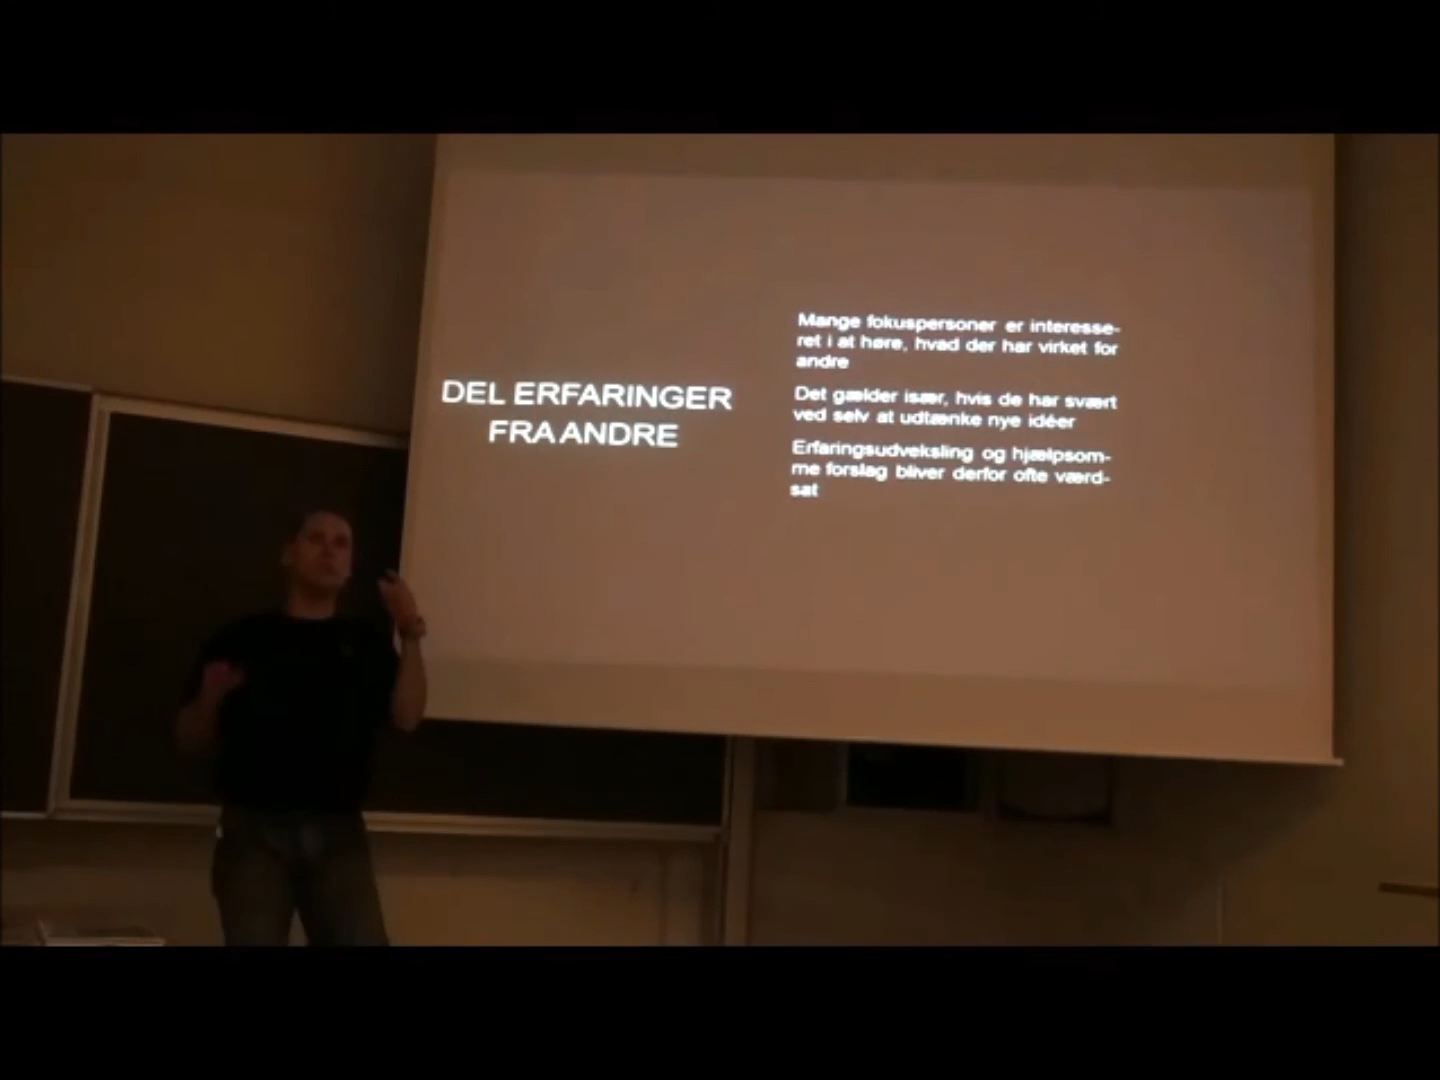 DEL ERFARINGER
FRA ANDRE
Mange fokuspersoner er interesse-
ret i at høre, hvad der har virket for
andre
Det gælder især, hvis de har svært
ved selv at udtænke nye idéer
Erfaringsudveksling og hjælpsom-
me forslag bliver derfor ofte værd-
sat